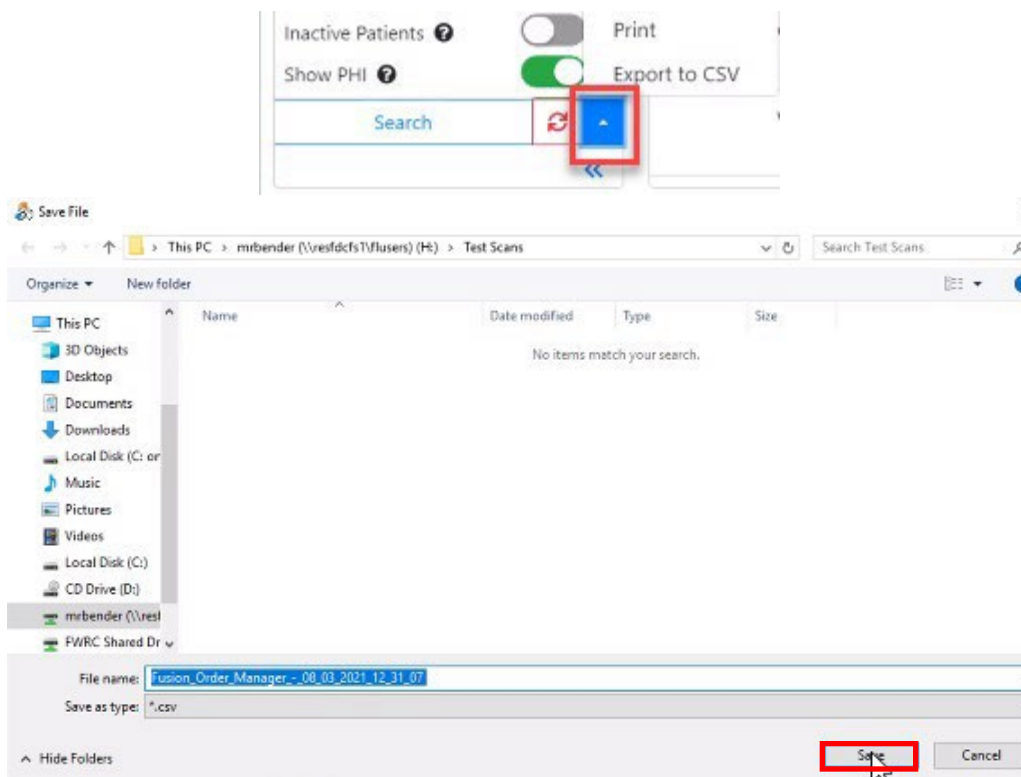 Inactive Patients ?
Print
Show PHI ?
Export to CSV
Search
Save File
This PC > mrbender (\\resfdcfs1\flusers) (H:) > Test Scans
Search Test Scans
Organize
New folder
Name
Date modified
Type
Size
No items match your search.
This PC
3D Objects
Desktop
Documents
Downloads
Local Disk (C: or
Music
Pictures
Videos
Local Disk (C:)
CD Drive (D:)
mrbender (\\resf
FWRC Shared Dr
File name: Fusion_Order_Manager_-_08_03_2021_12_31_07
Save as type: *.csv
Hide Folders
Save
Cancel